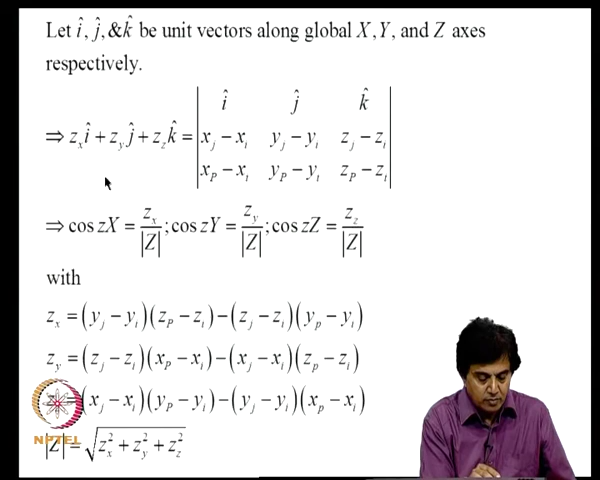 Let î, ĵ, & k̂ be unit vectors along global X, Y, and Z axes
respectively.
î ĵ k̂
⇒ z_x î + z_y ĵ + z_z k̂ = | x_j − x_i y_j − y_i z_j − z_i |
x_P − x_i y_P − y_i z_P − z_i
⇒ cos zX = z_x/|Z| ; cos zY = z_y/|Z| ; cos zZ = z_z/|Z|
with
z_x = (y_j − y_i)(z_P − z_i) − (z_j − z_i)(y_p − y_i)
z_y = (z_j − z_i)(x_P − x_i) − (x_j − x_i)(z_p − z_i)
= (x_j − x_i)(y_P − y_i) − (y_j − y_i)(x_p − x_i)
NPTEL
|Z| = √(z_x² + z_y² + z_z²)